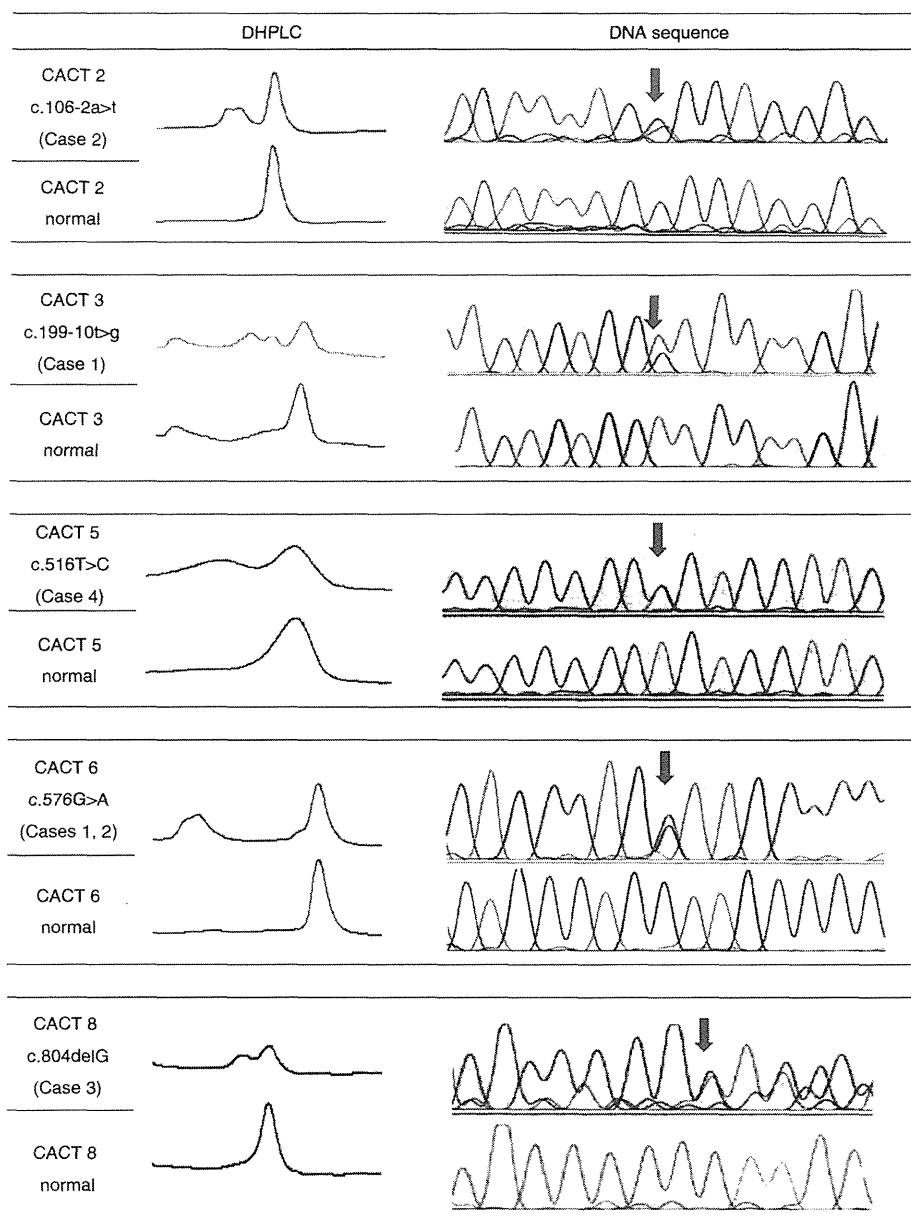 DHPLC DNA sequence
CACT 2
c.106-2a>t
(Case 2)
CACT 2
normal
CACT 3
c.199-10t>g
(Case 1)
CACT 3
normal
CACT 5
c.516T>C
(Case 4)
CACT 5
normal
CACT 6
c.576G>A
(Cases 1, 2)
CACT 6
normal
CACT 8
c.804delG
(Case 3)
CACT 8
normal